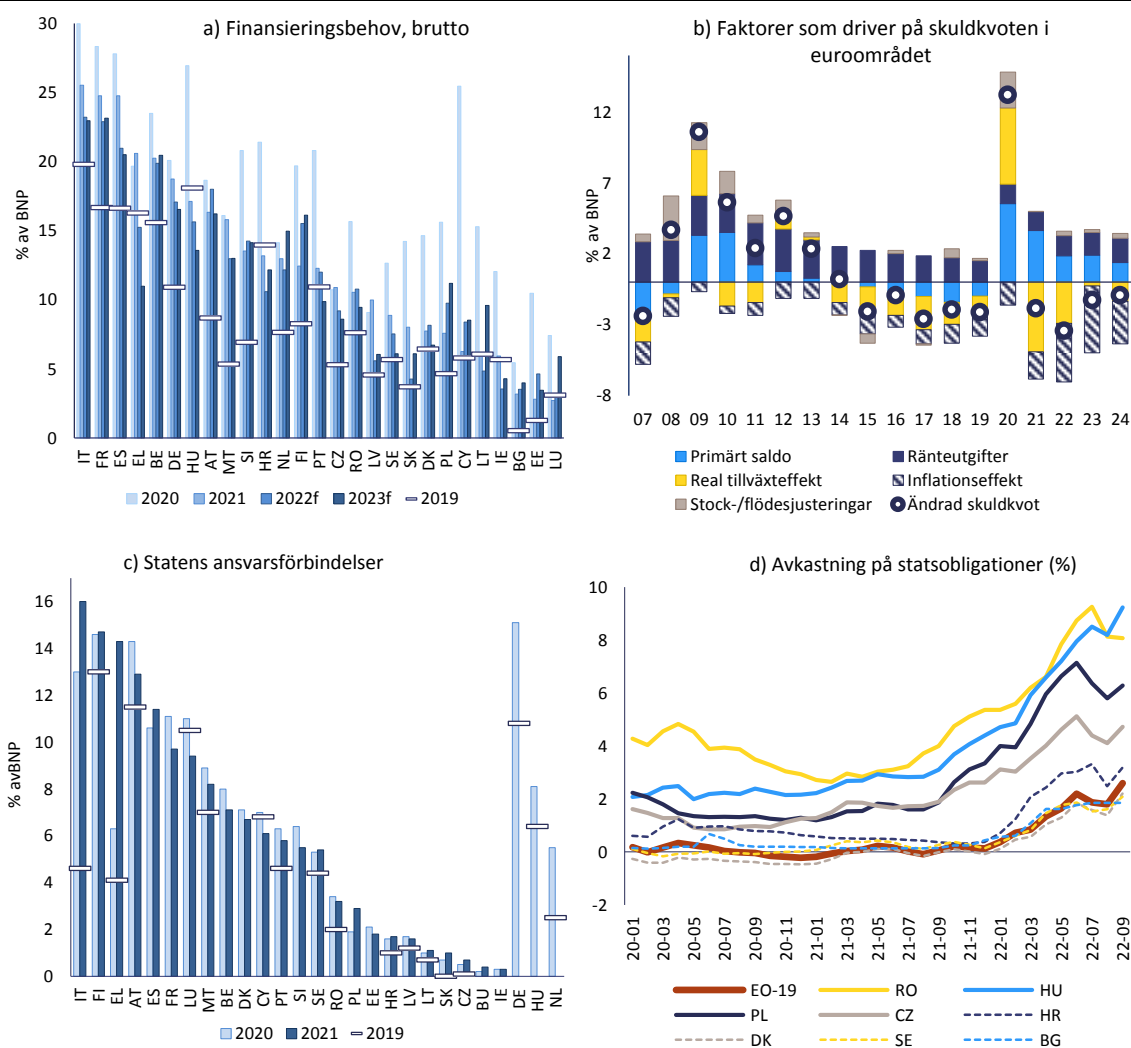 a) Finansieringsbehov, brutto
% av BNP
30
25
20
15
10
5
0
IT FR ES EL BE DE HU AT MT SI HR NL FI PT CZ RO LV SE SK DK PL CY LT IE BG EE LU
2020 2021 2022f 2023f 2019
b) Faktorer som driver på skuldkvoten i
euroområdet
% av BNP
12
7
2
-3
-8
07 08 09 10 11 12 13 14 15 16 17 18 19 20 21 22 23 24
Primärt saldo Ränteutgifter
Real tillväxteffekt Inflationseffekt
Stock-/flödesjusteringar Ändrad skuldkvot
c) Statens ansvarsförbindelser
% avBNP
16
14
12
10
8
6
4
2
0
IT FI EL AT ES FR LU MT BE DK CY PT SI SE RO PL EE HR LV LT SK CZ BU IE DE HU NL
2020 2021 2019
d) Avkastning på statsobligationer (%)
10
8
6
4
2
0
-2
20-01 20-03 20-05 20-07 20-09 20-11 21-01 21-03 21-05 21-07 21-09 21-11 22-01 22-03 22-05 22-07 22-09
EO-19 RO HU
PL CZ HR
DK SE BG